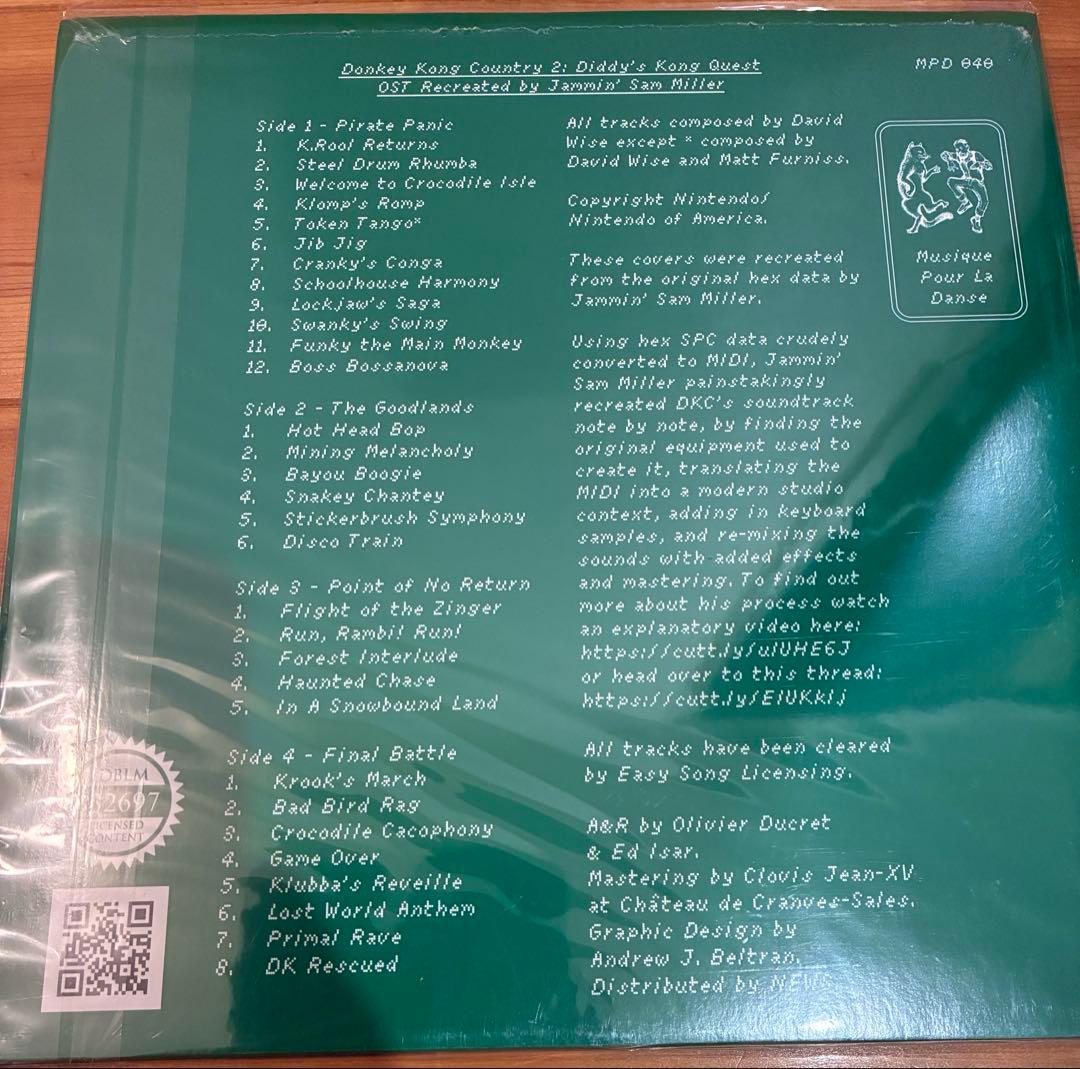 Donkey Kong Country 2: Diddy's Kong Quest
OST Recreated by Jammin' Sam Miller
MPD 040
Side 1 - Pirate Panic
1. K.Rool Returns
2. Steel Drum Rhumba
3. Welcome to Crocodile Isle
4. Klomp's Romp
5. Token Tango*
6. Jib Jig
7. Cranky's Conga
8. Schoolhouse Harmony
9. Lockjaw's Saga
10. Swanky's Swing
11. Funky the Main Monkey
12. Boss Bossanova
Side 2 - The Goodlands
1. Hot Head Bop
2. Mining Melancholy
3. Bayou Boogie
4. Snakey Chantey
5. Stickerbrush Symphony
6. Disco Train
Side 3 - Point of No Return
1. Flight of the Zinger
2. Run, Rambi! Run!
3. Forest Interlude
4. Haunted Chase
5. In A Snowbound Land
Side 4 - Final Battle
1. Krook's March
2. Bad Bird Rag
3. Crocodile Cacophony
4. Game Over
5. Klubba's Reveille
6. Lost World Anthem
7. Primal Rave
8. DK Rescued
All tracks composed by David
Wise except * composed by
David Wise and Matt Furniss.
Copyright Nintendo/
Nintendo of America.
These covers were recreated
from the original hex data by
Jammin' Sam Miller.
Using hex SPC data crudely
converted to MIDI, Jammin'
Sam Miller painstakingly
recreated DKC's soundtrack
note by note, by finding the
original equipment used to
create it, translating the
MIDI into a modern studio
context, adding in keyboard
samples, and re-mixing the
sounds with added effects
and mastering. To find out
more about his process watch
an explanatory video here:
https://cutt.ly/ulUHE6J
or head over to this thread:
https://cutt.ly/ElUKklj
All tracks have been cleared
by Easy Song Licensing.
A&R by Olivier Ducret
& Ed Isar.
Mastering by Clovis Jean-XV
at Château de Cranves-Sales.
Graphic Design by
Andrew J. Beltran.
Distributed by NEWS.
Musique
Pour La
Danse
DBLM
2697
LICENSED
CONTENT